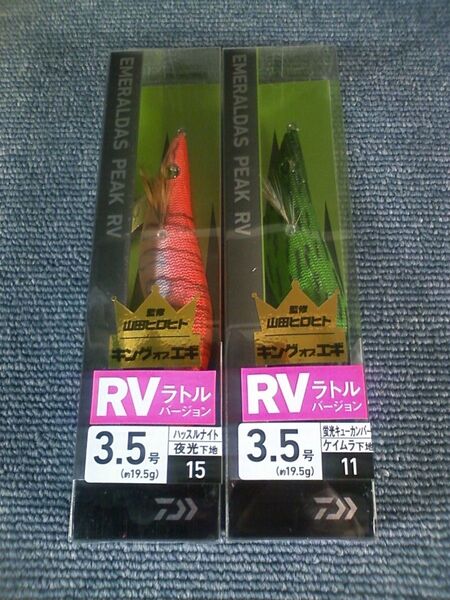 EMERALDAS PEAK RV
監修
山田ヒロヒト
キングオブエギ
RV ラトル
バージョン
3.5号
(約19.5g)
ハッスルナイト
夜光下地
15
EMERALDAS PEAK RV
監修
山田ヒロヒト
キングオブエギ
RV ラトル
バージョン
3.5号
(約19.5g)
蛍光キューカンバー
ケイムラ下地
11